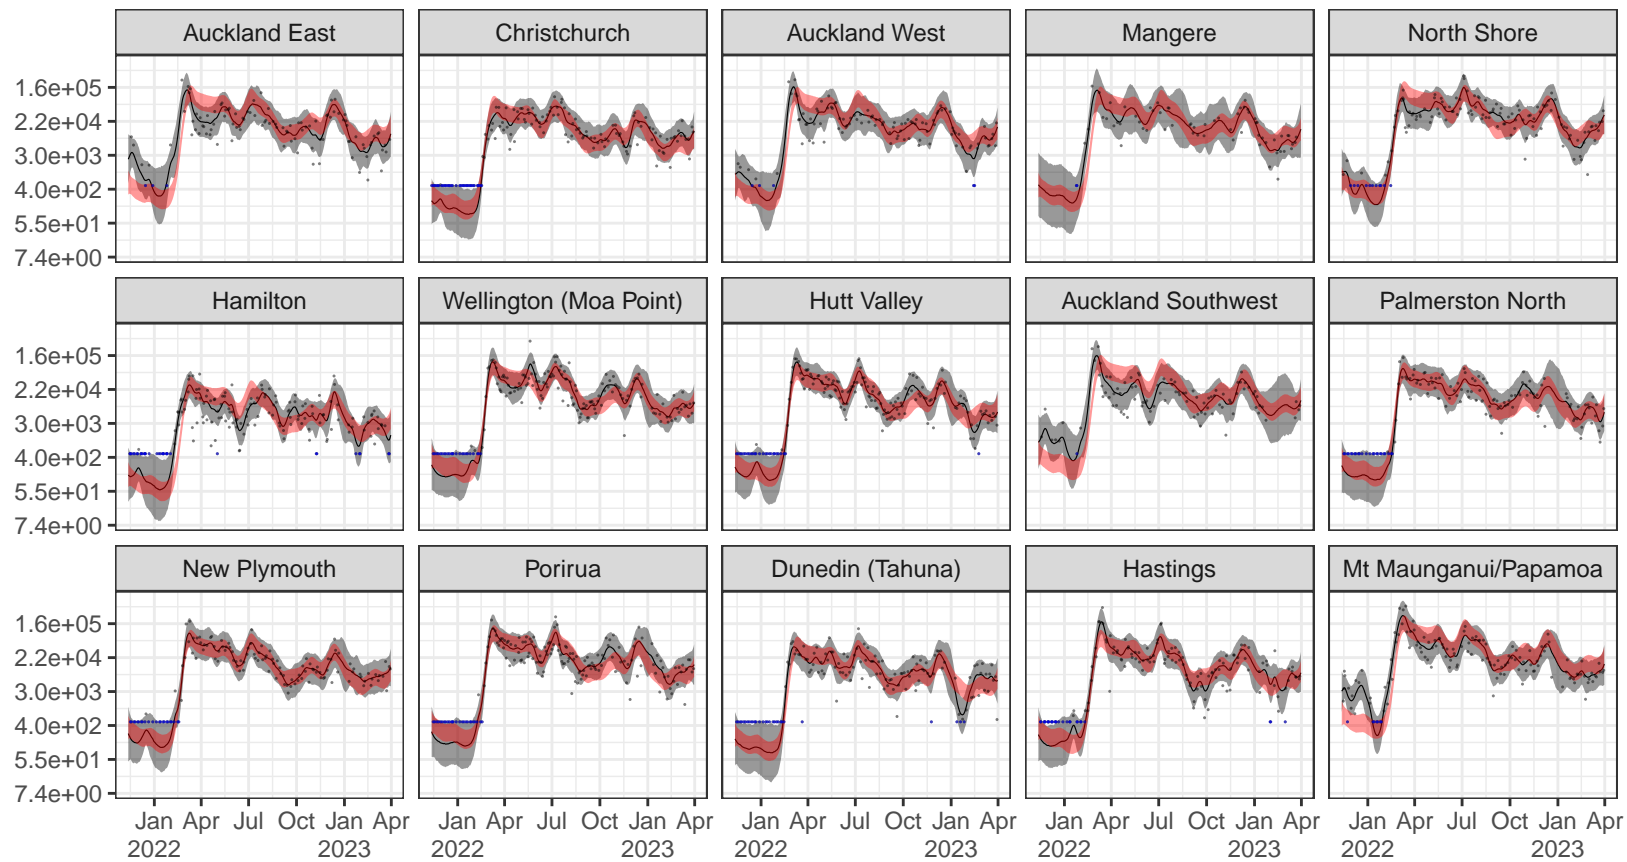 Auckland East
Christchurch
Auckland West
Mangere
North Shore
1.6e+05
2.2e+04
3.0e+03
4.0e+02
5.5e+01
7.4e+00
Hamilton
Wellington (Moa Point)
Hutt Valley
Auckland Southwest
Palmerston North
1.6e+05
2.2e+04
3.0e+03
4.0e+02
5.5e+01
7.4e+00
New Plymouth
Porirua
Dunedin (Tahuna)
Hastings
Mt Maunganui/Papamoa
1.6e+05
2.2e+04
3.0e+03
4.0e+02
5.5e+01
7.4e+00
Jan Apr Jul Oct Jan Apr
2022 2023
Jan Apr Jul Oct Jan Apr
2022 2023
Jan Apr Jul Oct Jan Apr
2022 2023
Jan Apr Jul Oct Jan Apr
2022 2023
Jan Apr Jul Oct Jan Apr
2022 2023